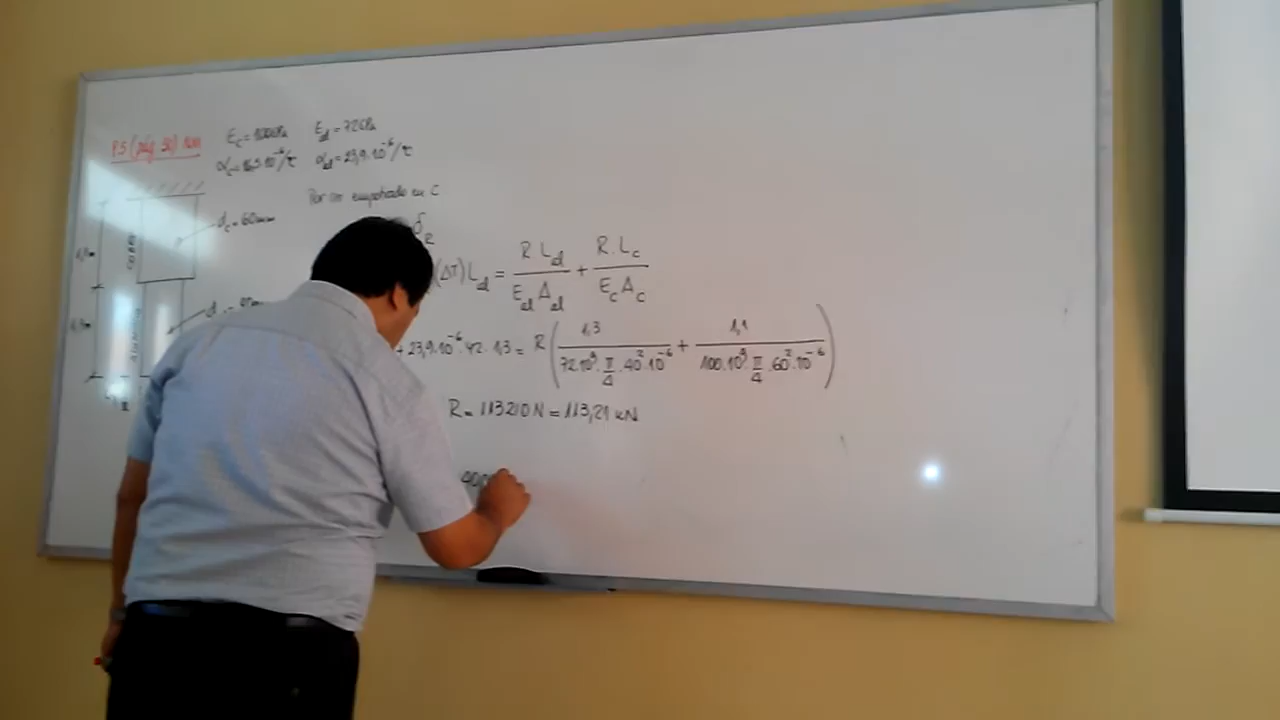 P.5 (pág 50)
E_c = 100GPa E_al = 72GPa
α_c = 16,9·10⁻⁶/°C α_al = 23,9·10⁻⁶/°C
Por ser empotrado en C
δ_R
d_c = 60mm
(ΔT) L_al = R L_al / (E_al A_al) + R. L_c / (E_c A_c)
+ 23,9·10⁻⁶·42·1,3 = R ( 1,3 / (72·10⁹· π/4 ·40²·10⁻⁶) + 1,1 / (100·10⁹· π/4 ·60²·10⁻⁶) )
R = 113210 N = 113,21 kN